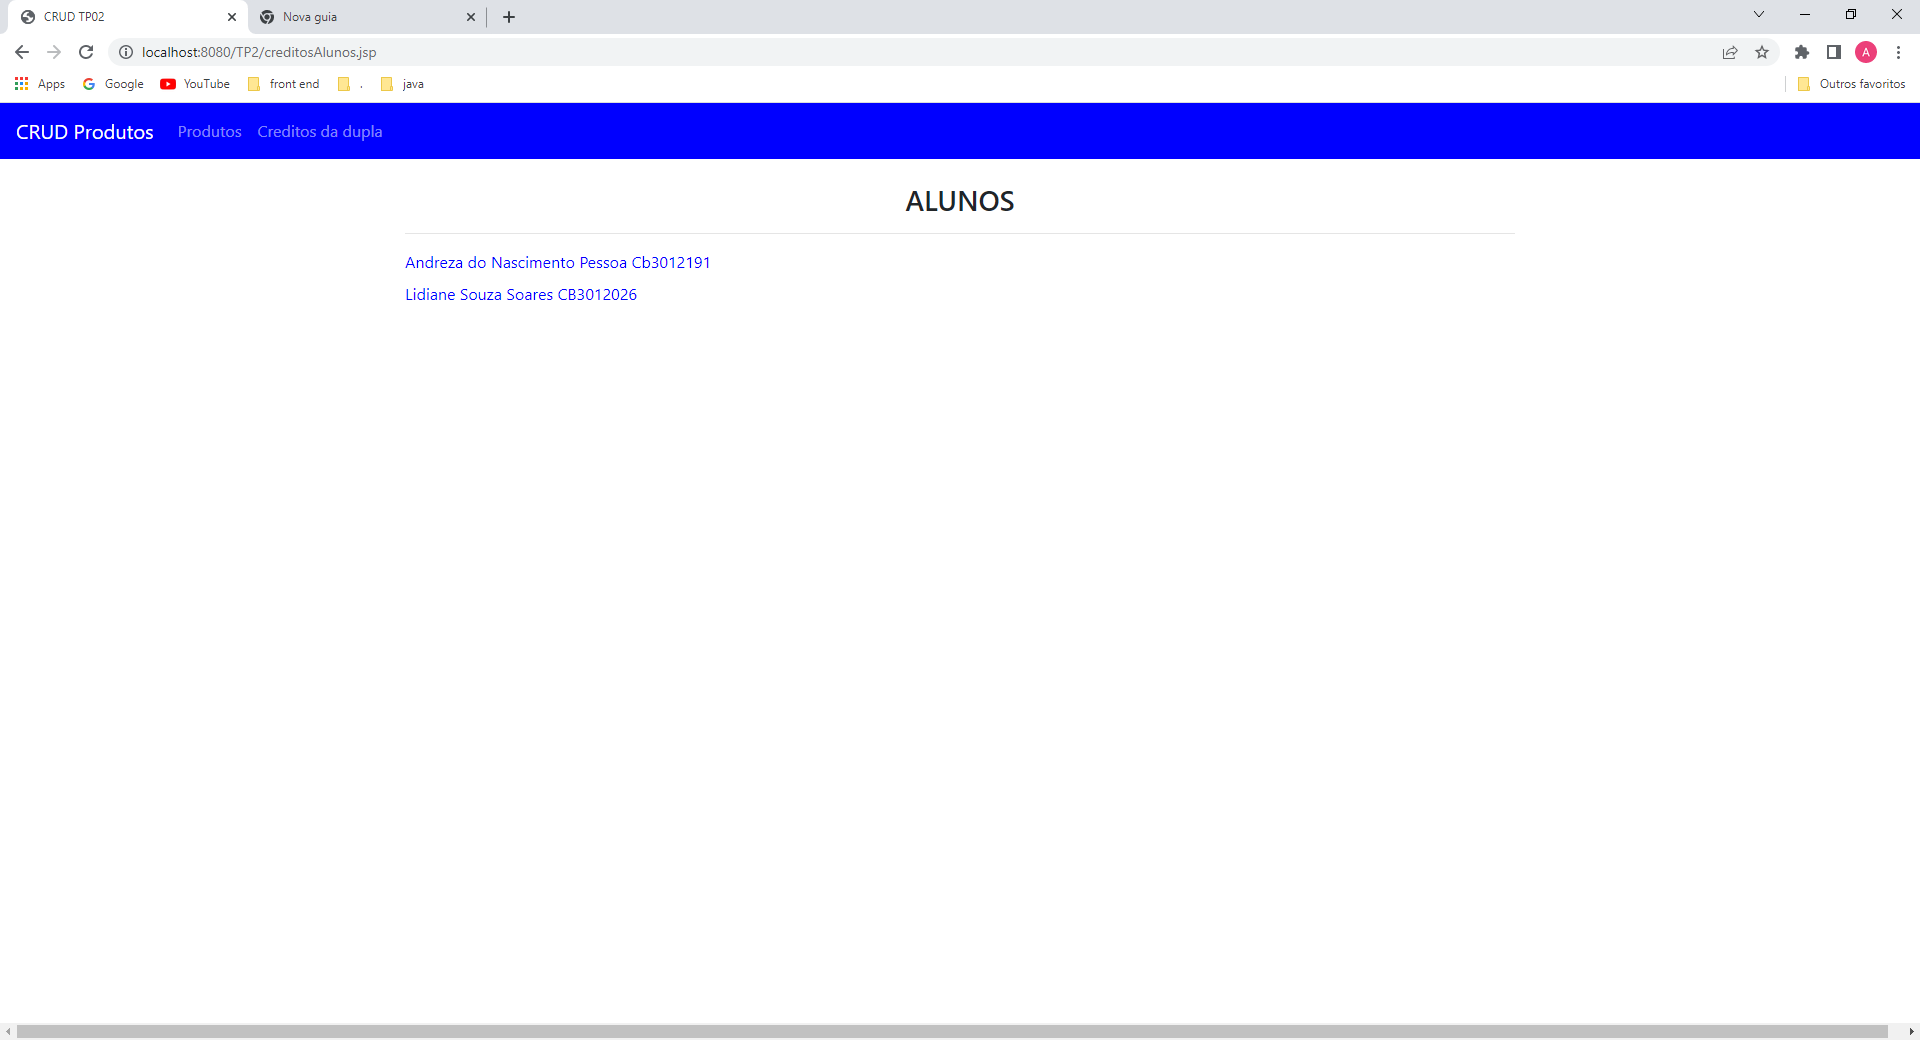 CRUD TP02
Nova guia
localhost:8080/TP2/creditosAlunos.jsp
A
Apps
Google
YouTube
front end
.
java
Outros favoritos
CRUD Produtos
Produtos
Creditos da dupla
ALUNOS
Andreza do Nascimento Pessoa Cb3012191
Lidiane Souza Soares CB3012026